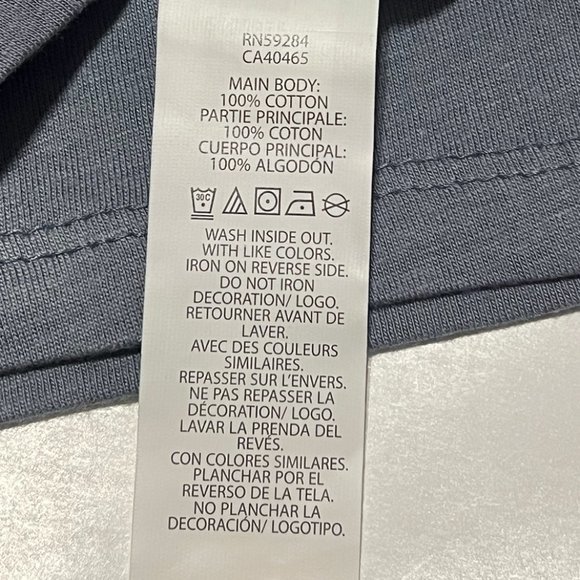 RN59284
CA40465
MAIN BODY:
100% COTTON
PARTIE PRINCIPALE:
100% COTON
CUERPO PRINCIPAL:
100% ALGODÓN
30C
WASH INSIDE OUT.
WITH LIKE COLORS.
IRON ON REVERSE SIDE.
DO NOT IRON
DECORATION/ LOGO.
RETOURNER AVANT DE
LAVER.
AVEC DES COULEURS
SIMILAIRES.
REPASSER SUR L'ENVERS.
NE PAS REPASSER LA
DÉCORATION/ LOGO.
LAVAR LA PRENDA DEL
REVÉS.
CON COLORES SIMILARES.
PLANCHAR POR EL
REVERSO DE LA TELA.
NO PLANCHAR LA
DECORACIÓN/ LOGOTIPO.